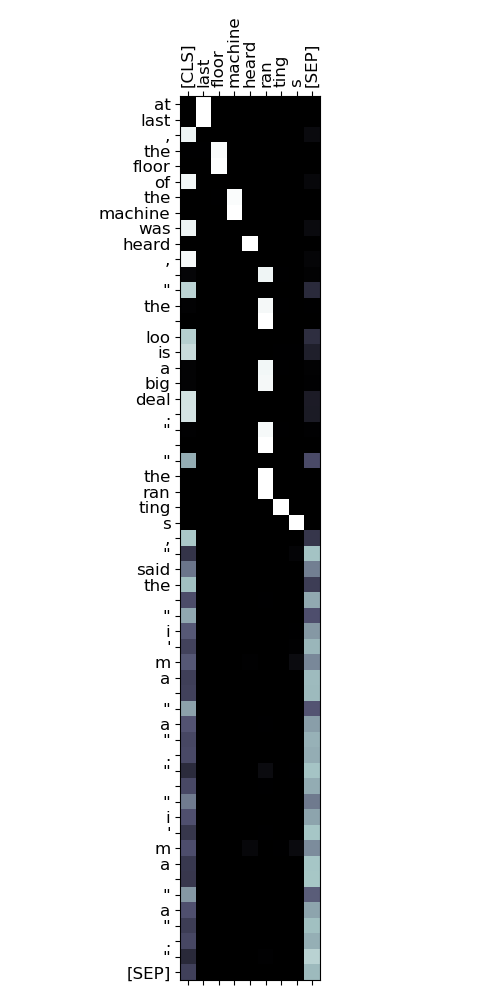 [CLS]
last
floor
machine
heard
ran
ting
s
[SEP]
at
last
,
the
floor
of
the
machine
was
heard
,
"
the
loo
is
a
big
deal
.
"
"
the
ran
ting
s
,
"
said
the
"
i
'
m
a
"
a
"
.
"
"
i
'
m
a
"
a
"
.
"
[SEP]